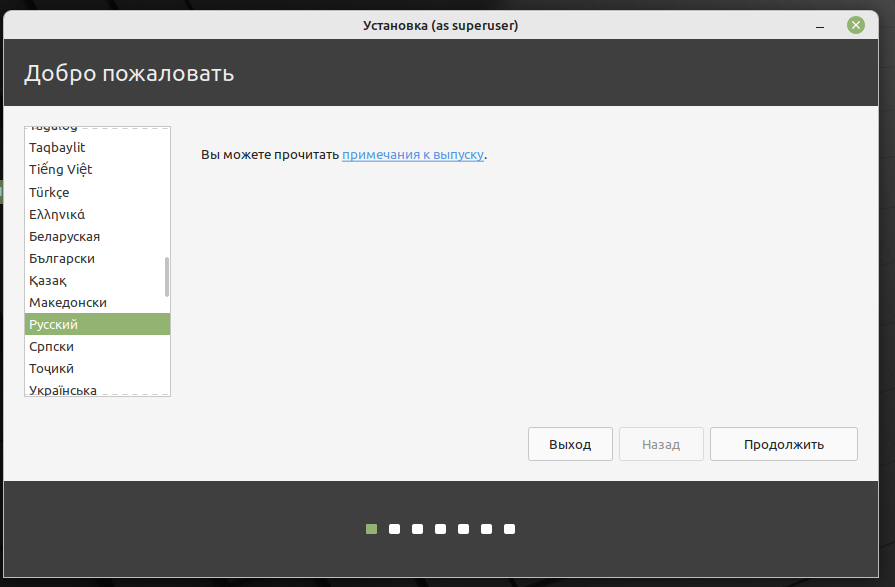 Установка (as superuser)
Добро пожаловать
Tagalog
Taqbaylit
Tiếng Việt
Türkçe
Ελληνικά
Беларуская
Български
Қазақ
Македонски
Русский
Српски
Тоҷикӣ
Українська
Вы можете прочитать примечания к выпуску.
Выход
Назад
Продолжить